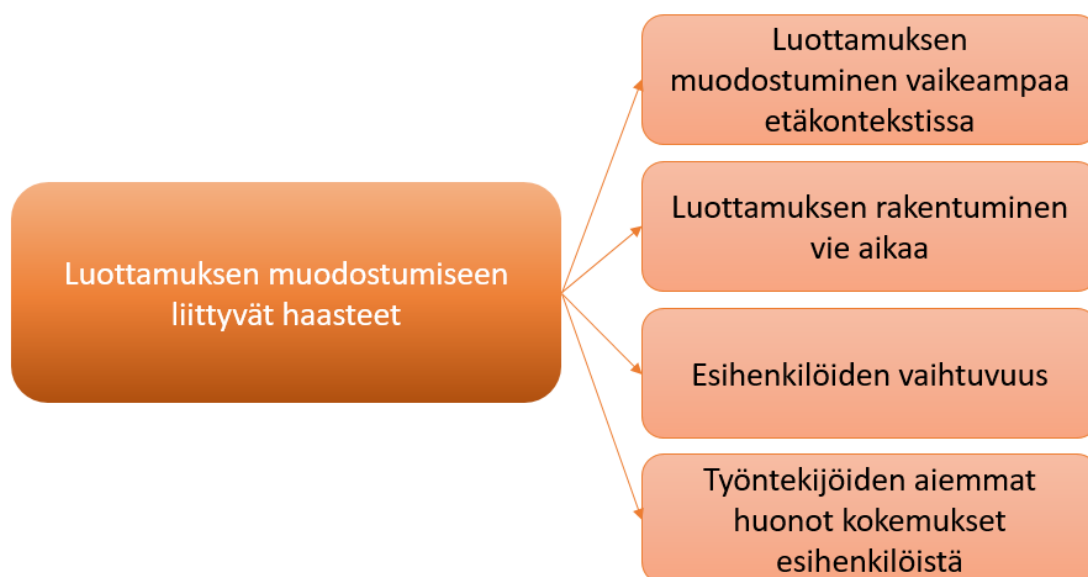 Luottamuksen muodostumiseen
liittyvät haasteet
Luottamuksen
muodostuminen vaikeampaa
etäkontekstissa
Luottamuksen rakentuminen
vie aikaa
Esihenkilöiden vaihtuvuus
Työntekijöiden aiemmat
huonot kokemukset
esihenkilöistä